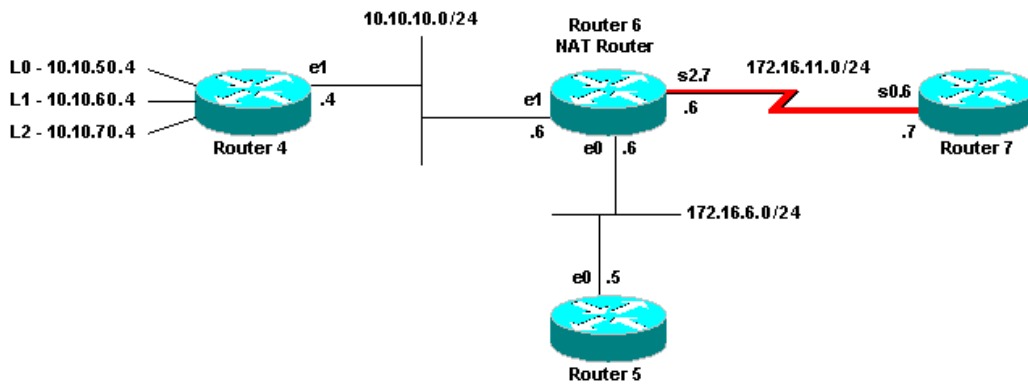 10.10.10.0/24
Router 6
NAT Router
L0 - 10.10.50.4
L1 - 10.10.60.4
L2 - 10.10.70.4
e1
.4
Router 4
e1
.6
s2.7
.6
172.16.11.0/24
s0.6
.7
Router 7
e0
.6
172.16.6.0/24
e0
.5
Router 5